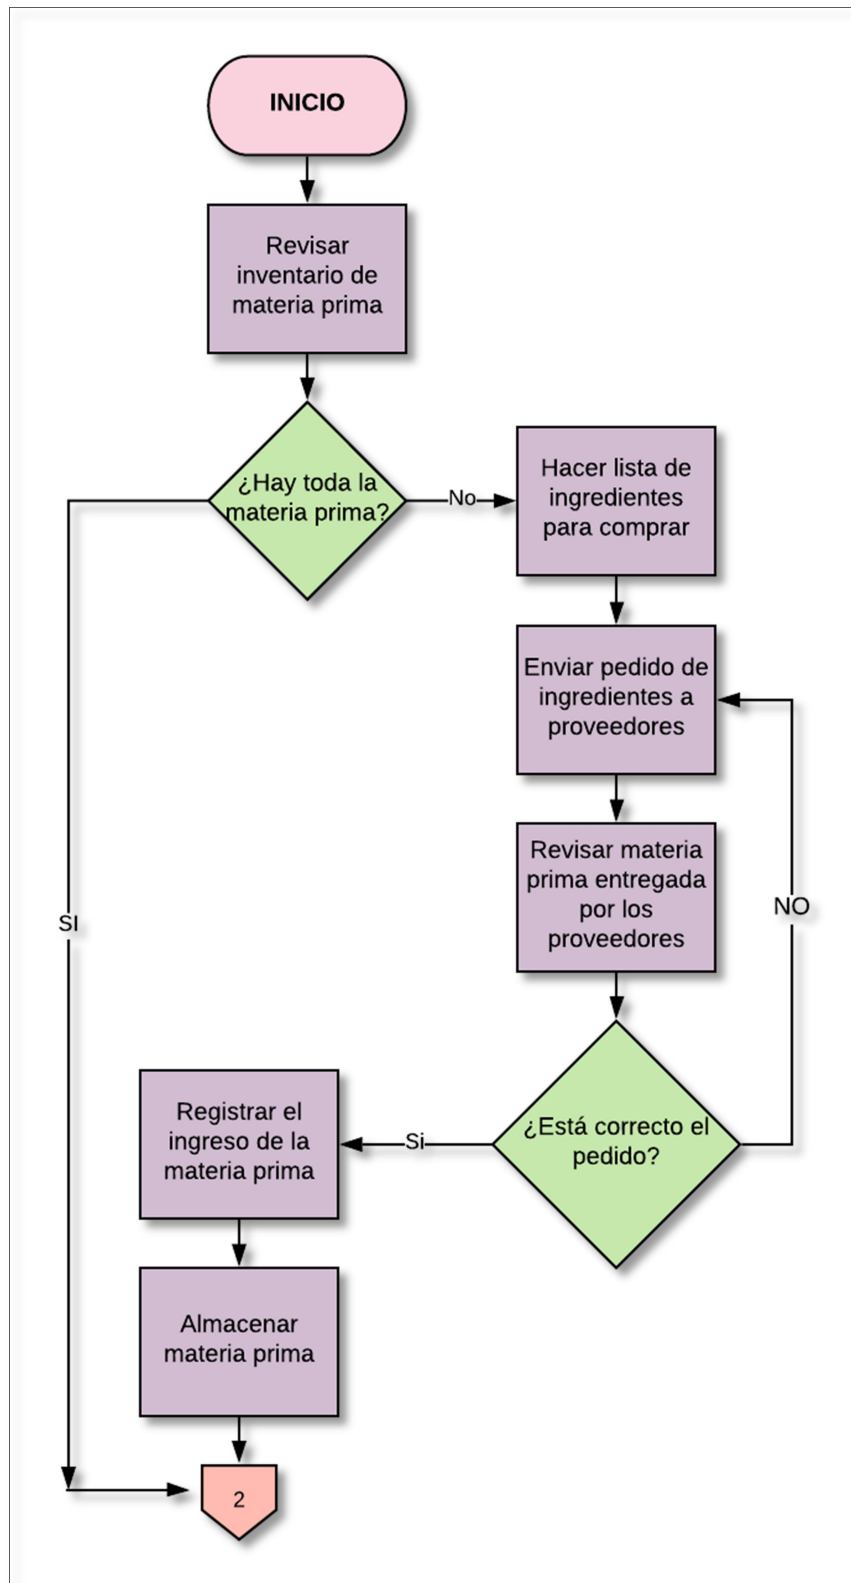 INICIO
Revisar
inventario de
materia prima
¿Hay toda la
materia prima?
No
Hacer lista de
ingredientes
para comprar
Enviar pedido de
ingredientes a
proveedores
Revisar materia
prima entregada
por los
proveedores
NO
SI
¿Está correcto el
pedido?
Si
Registrar el
ingreso de la
materia prima
Almacenar
materia prima
2